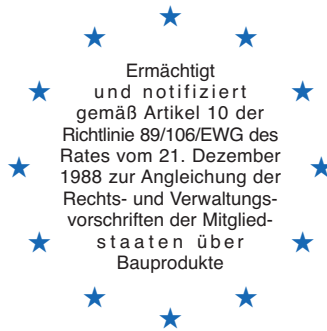 Ermächtigt
und notifiziert
gemäß Artikel 10 der
Richtlinie 89/106/EWG des
Rates vom 21. Dezember
1988 zur Angleichung der
Rechts- und Verwaltungs-
vorschriften der Mitglied-
staaten über
Bauprodukte